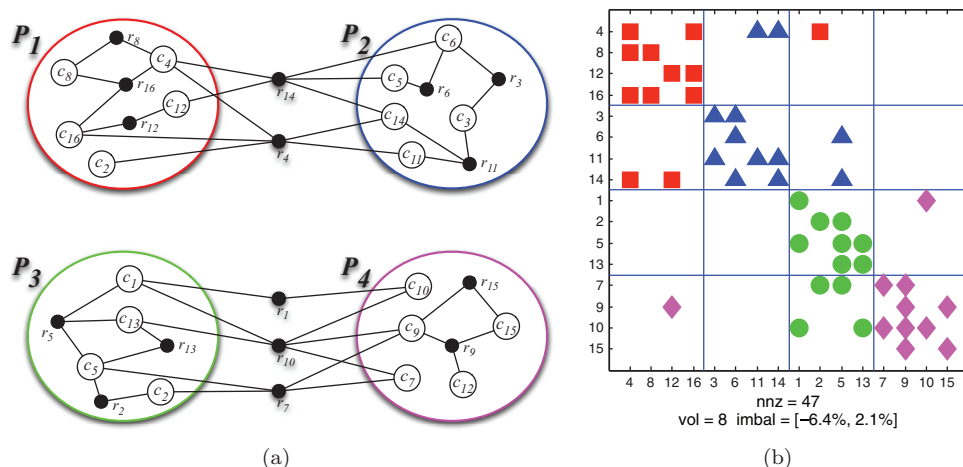 P1
r8
c8
c4
r16
c12
r12
c16
c2
r14
r4
P2
c6
c5
r6
r3
c3
c14
c11
r11
P3
c1
r5
c13
r13
c5
r2
c2
r1
r10
r7
P4
c10
r15
c9
c15
r9
c7
c12
(a)
4
8
12
16
3
6
11
14
1
2
5
13
7
9
10
15
4 8 12 16 3 6 11 14 1 2 5 13 7 9 10 15
nnz = 47
vol = 8 imbal = [−6.4%, 2.1%]
(b)